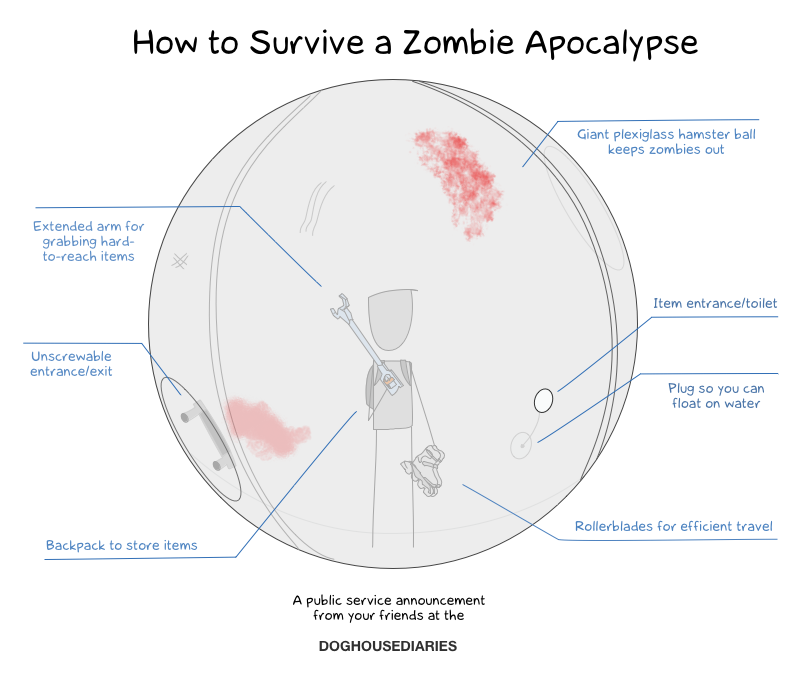 How to Survive a Zombie Apocalypse
Giant plexiglass hamster ball
keeps zombies out
Extended arm for
grabbing hard-
to-reach items
Item entrance/toilet
Unscrewable
entrance/exit
Plug so you can
float on water
Rollerblades for efficient travel
Backpack to store items
A public service announcement
from your friends at the
DOGHOUSEDIARIES